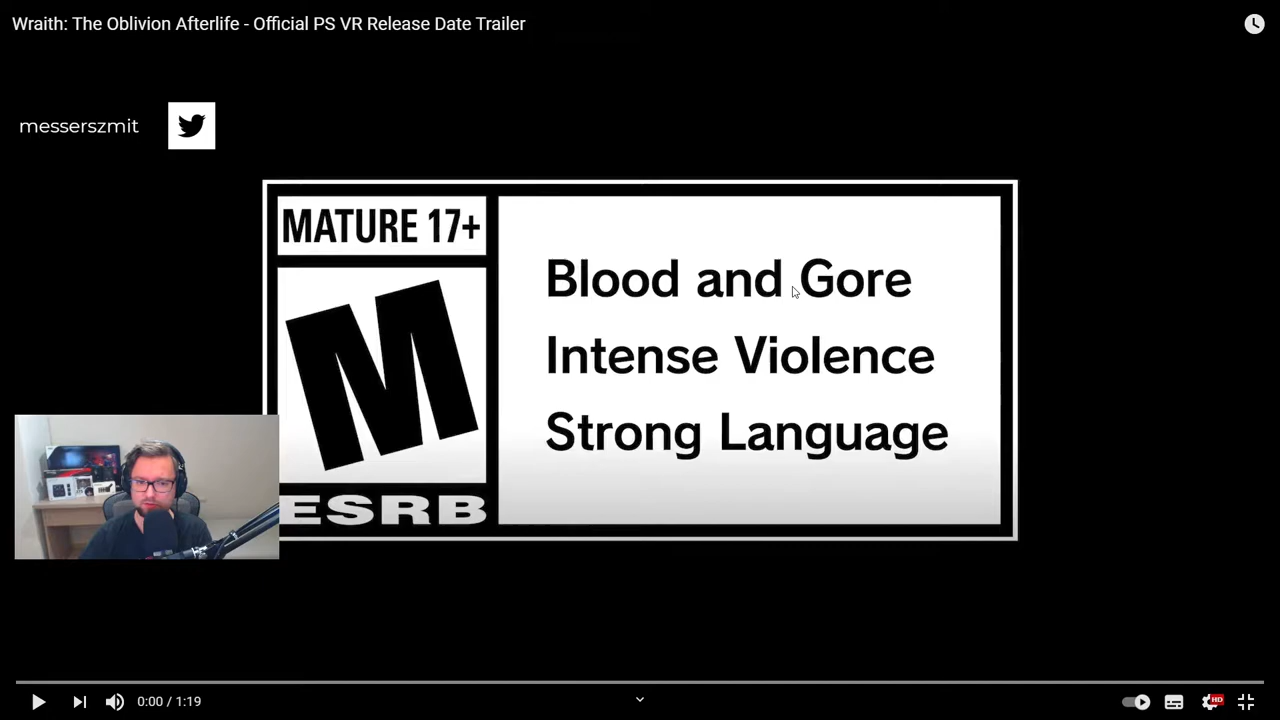 Wraith: The Oblivion Afterlife - Official PS VR Release Date Trailer
messerszmit
MATURE 17+
M
ESRB
Blood and Gore
Intense Violence
Strong Language
0:00 / 1:19
HD